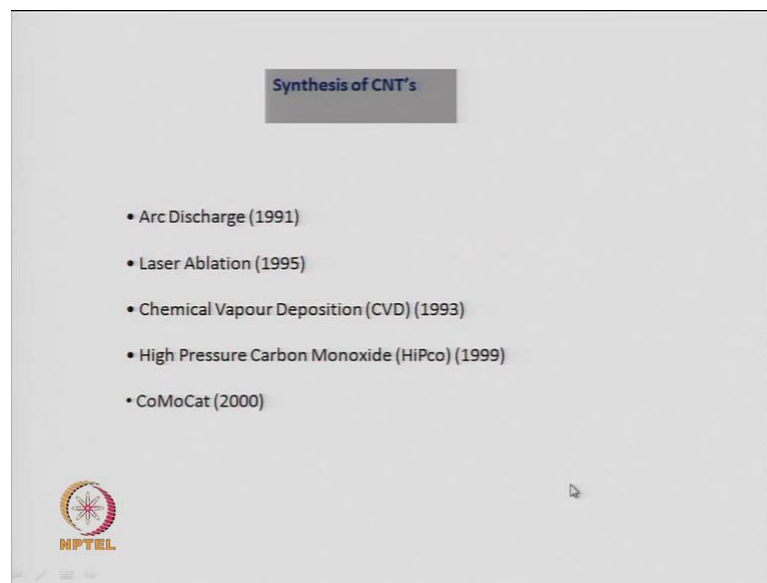 Synthesis of CNT's
• Arc Discharge (1991)
• Laser Ablation (1995)
• Chemical Vapour Deposition (CVD) (1993)
• High Pressure Carbon Monoxide (HiPco) (1999)
• CoMoCat (2000)
NPTEL